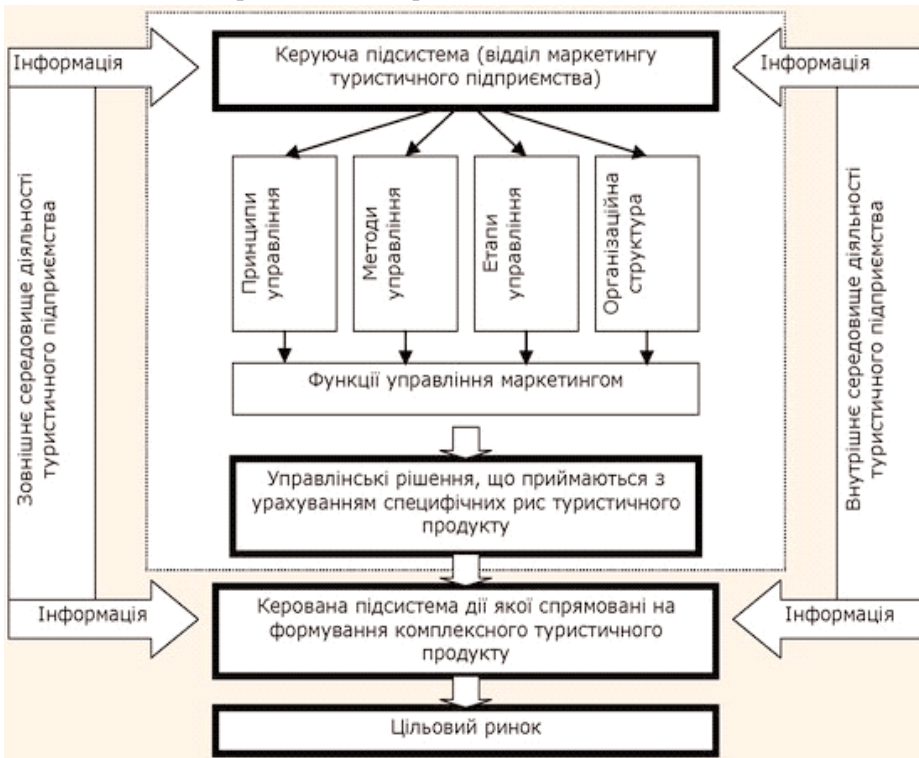 Керуюча підсистема (відділ маркетингу
туристичного підприємства)
Інформація
Інформація
Зовнішнє середовище діяльності
туристичного підприємства
Принципи
управління
Методи
управління
Етапи
управління
Організаційна
структура
Внутрішнє середовище діяльності
туристичного підприємства
Функції управління маркетингом
Управлінські рішення, що приймаються з
урахуванням специфічних рис туристичного
продукту
Інформація
Керована підсистема дії якої спрямовані на
формування комплексного туристичного
продукту
Інформація
Цільовий ринок